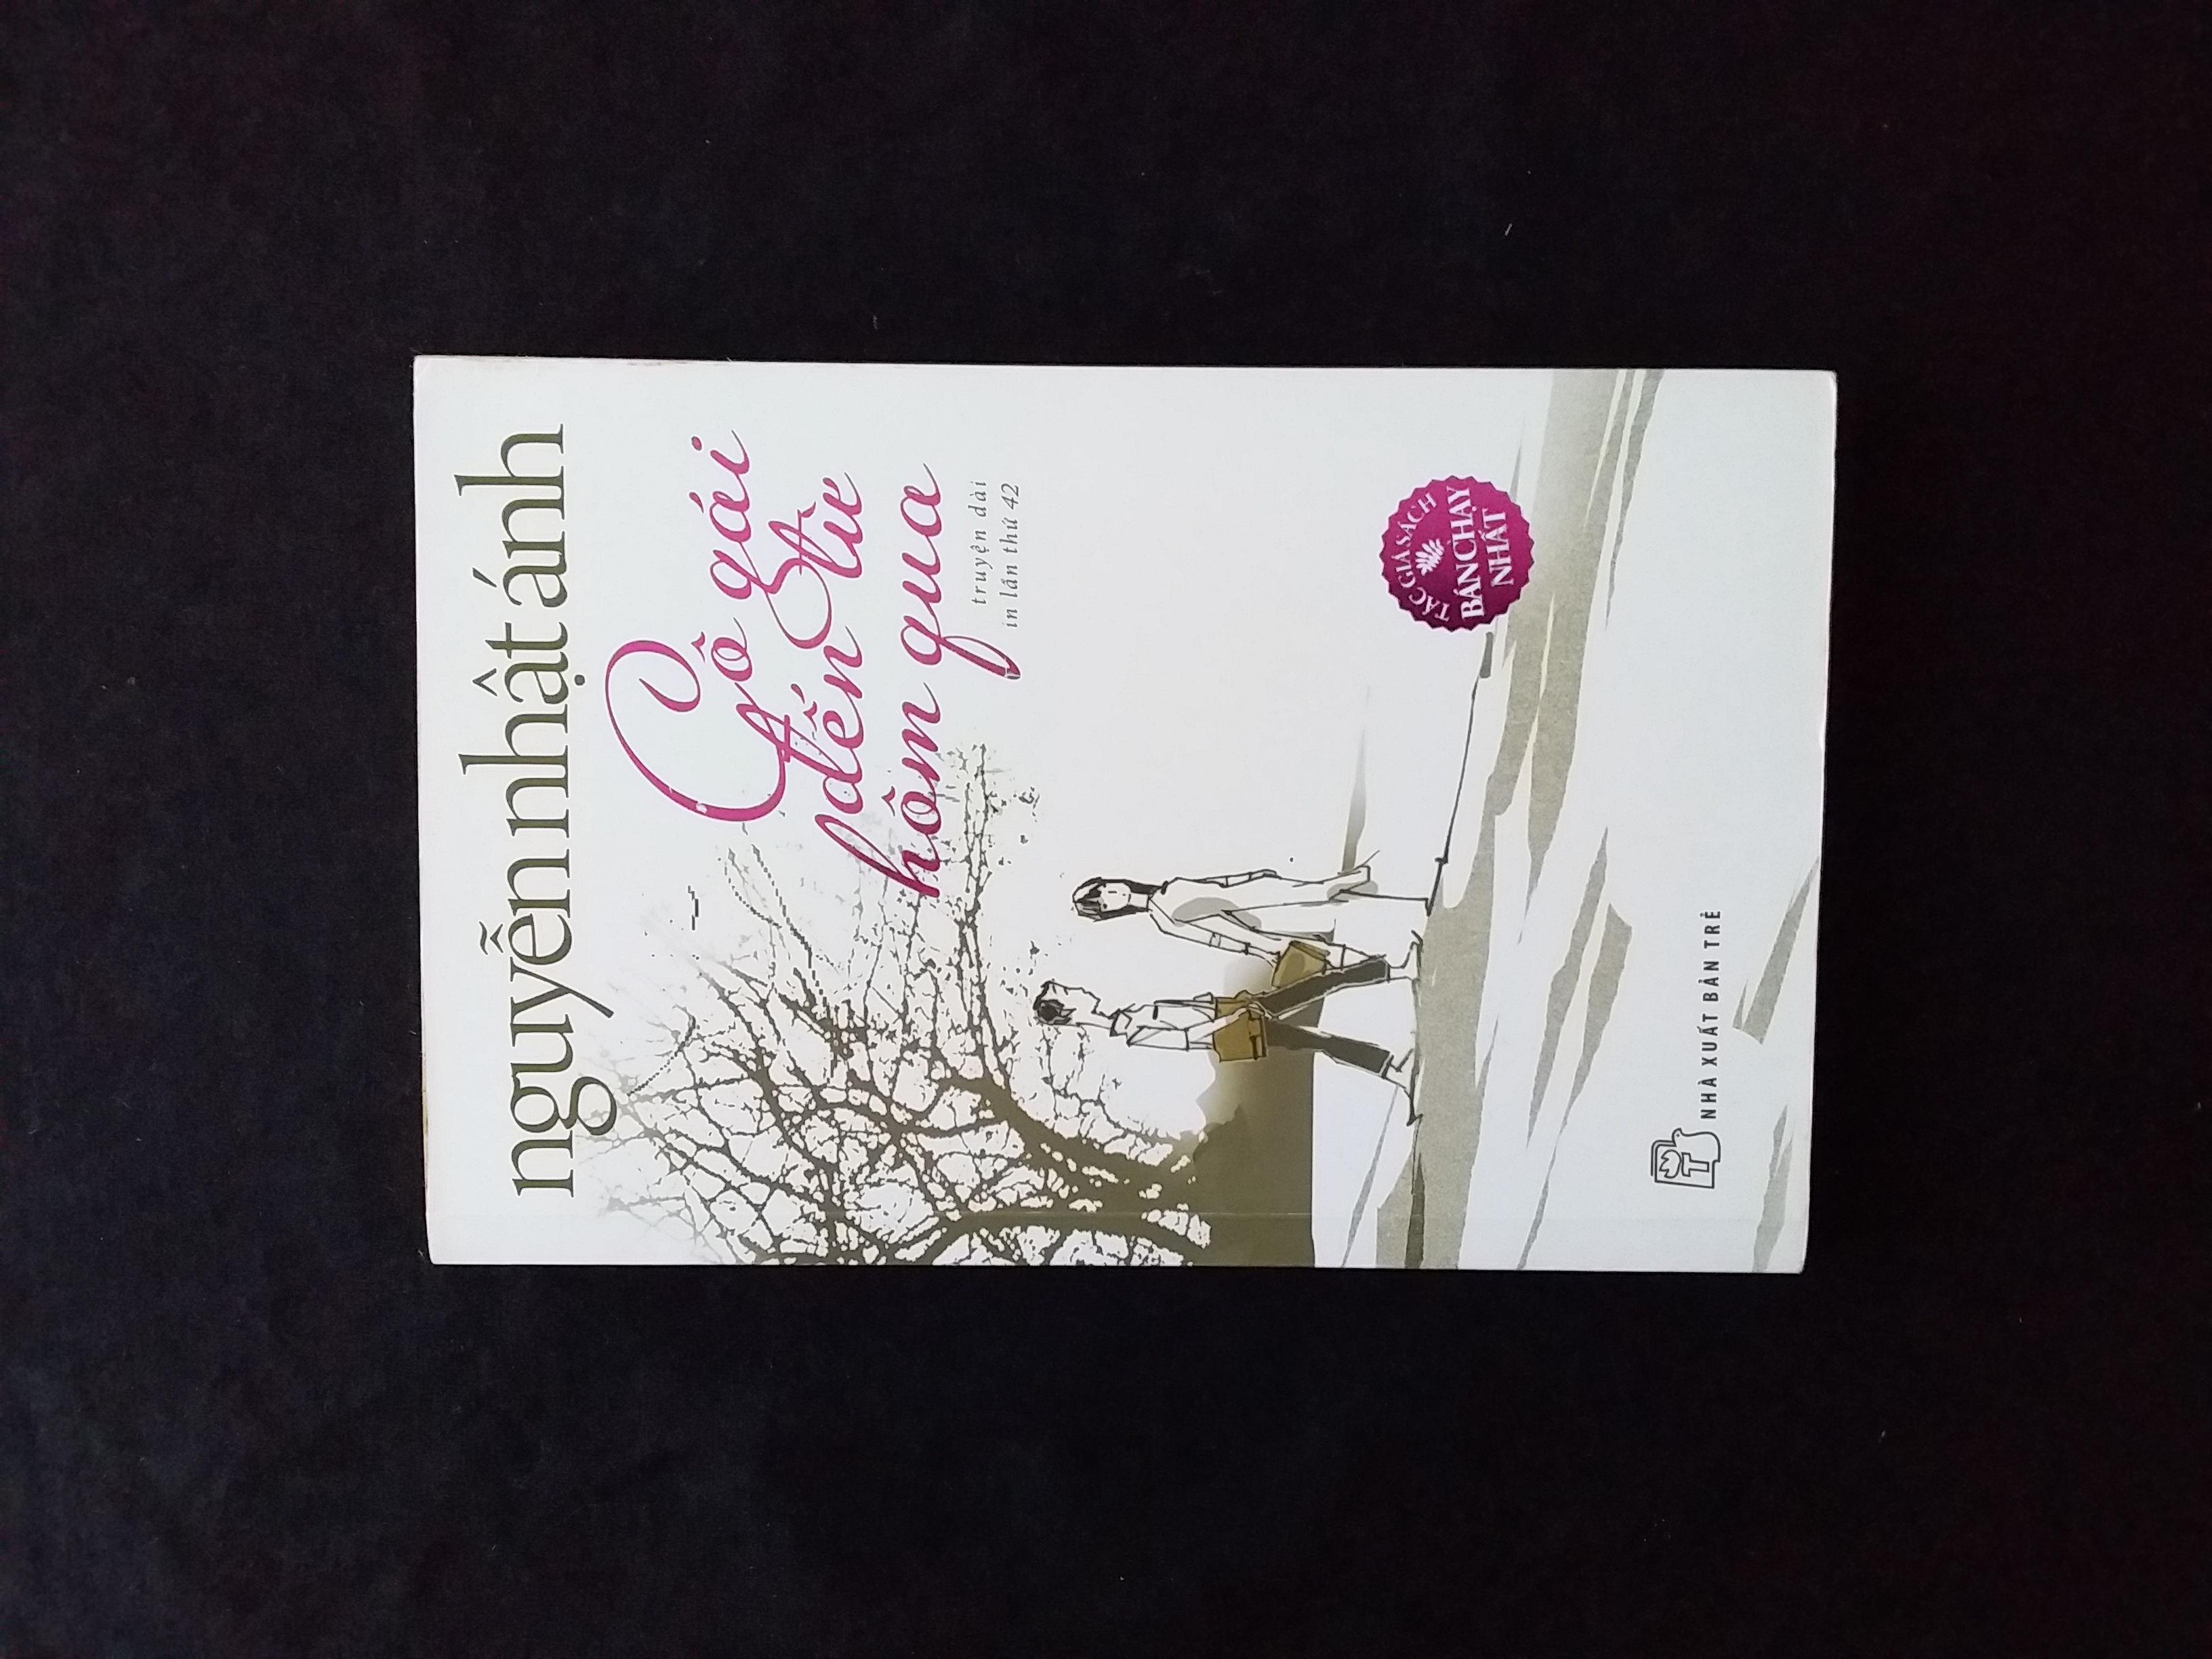 nguyễn nhật ánh
Cô gái
đến từ
hôm qua
truyện dài
in lần thứ 42
TÁC GIẢ SÁCH
BÁN CHẠY
NHẤT
T
NHÀ XUẤT BẢN TRẺ